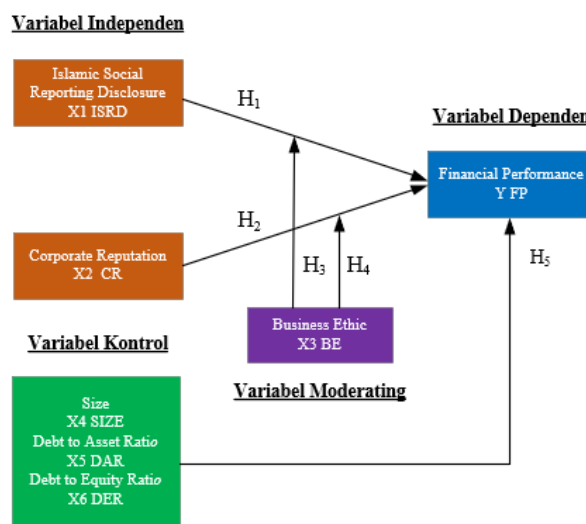 Variabel Independen
Islamic Social
Reporting Disclosure
X1 ISRD
H1
Variabel Dependen
Financial Performance
Y FP
H2
Corporate Reputation
X2 CR
H3
H4
H5
Business Ethic
X3 BE
Variabel Kontrol
Variabel Moderating
Size
X4 SIZE
Debt to Asset Ratio
X5 DAR
Debt to Equity Ratio
X6 DER